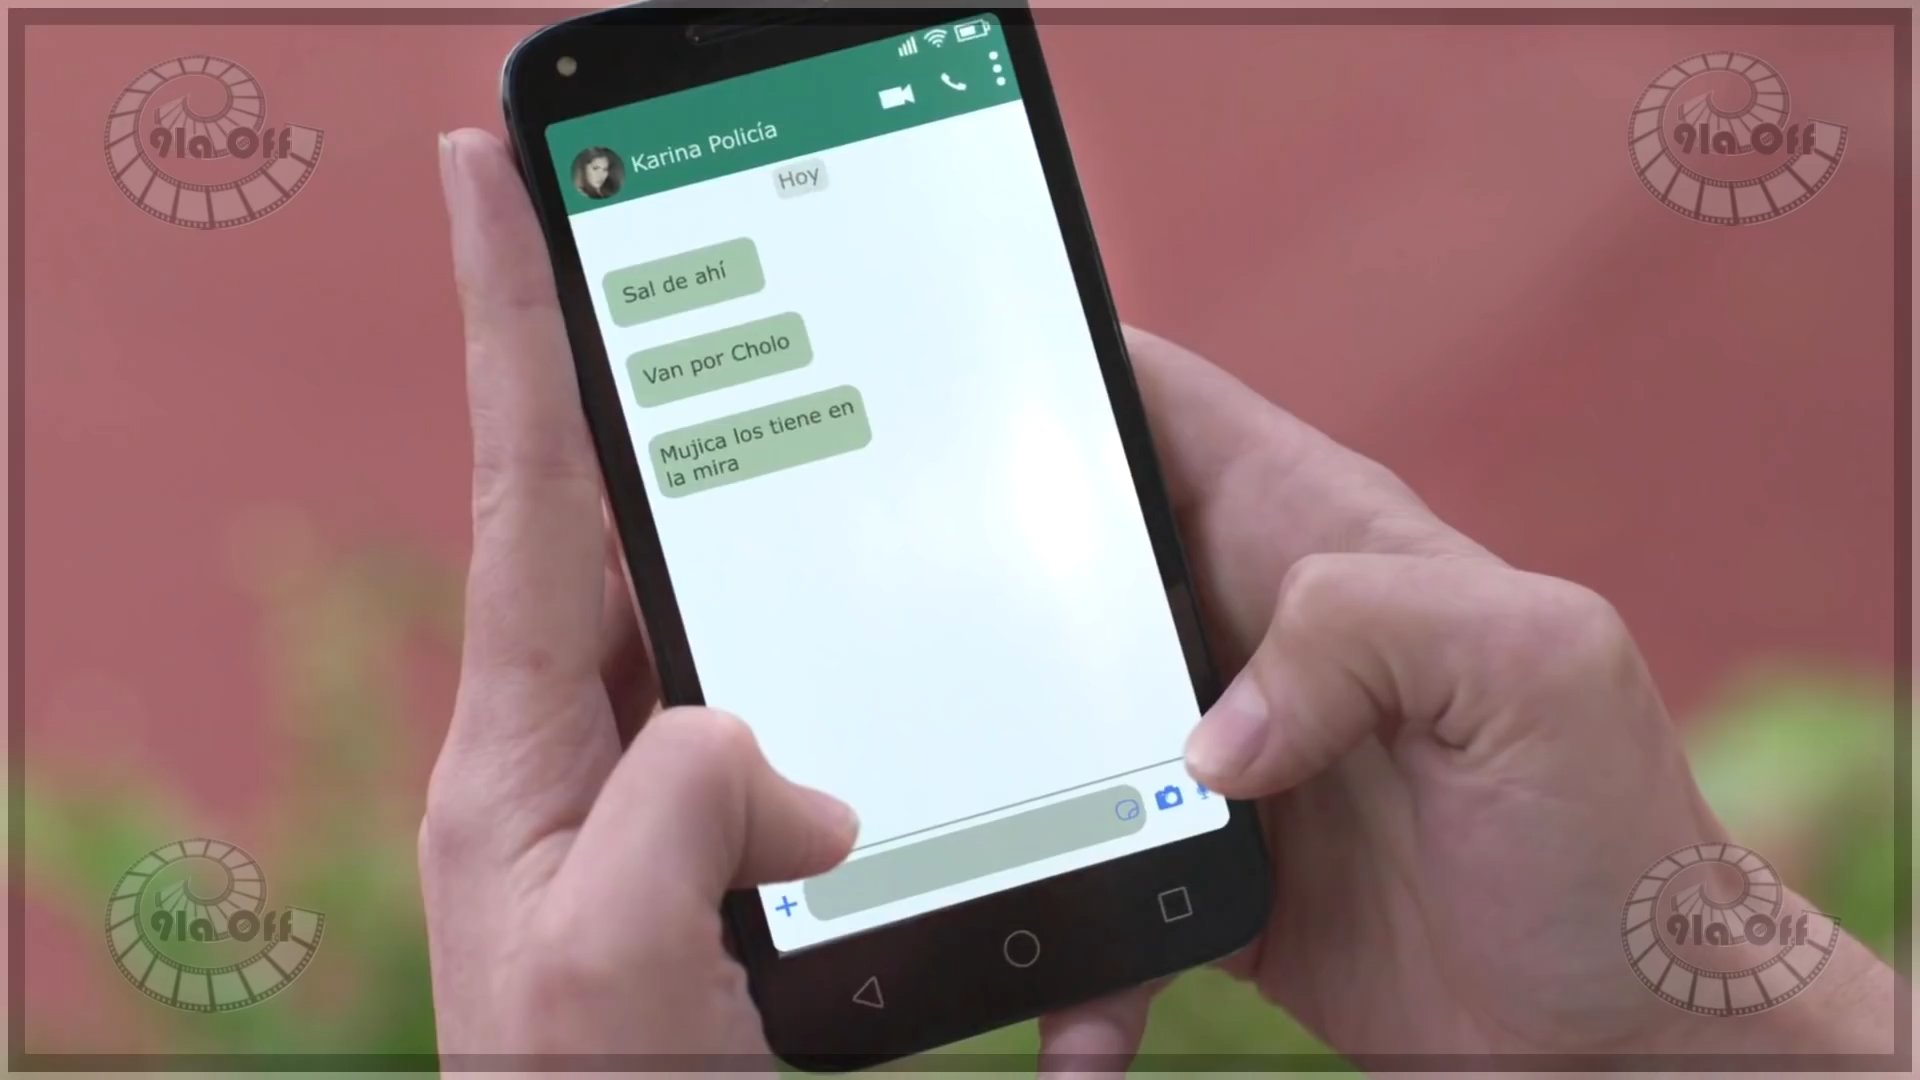 9la Off
9la Off
Karina Policía
Hoy
Sal de ahí
Van por Cholo
Mujica los tiene en
la mira
9la Off
9la Off